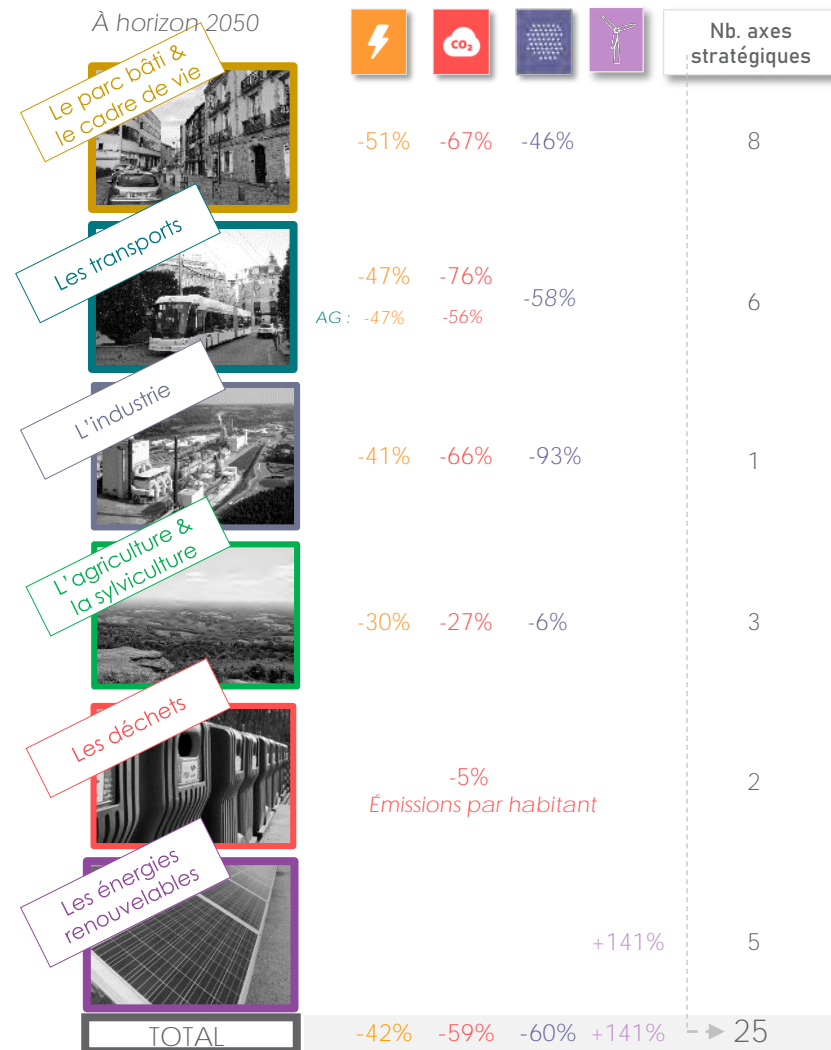 À horizon 2050
CO₂
Nb. axes
stratégiques
Le parc bâti &
le cadre de vie
-51% -67% -46% 8
Les transports
-47% -76%
-58% 6
AG : -47% -56%
L'industrie
-41% -66% -93% 1
L'agriculture &
la sylviculture
-30% -27% -6% 3
Les déchets
-5% 2
Émissions par habitant
Les énergies
renouvelables
+141% 5
TOTAL -42% -59% -60% +141% 25